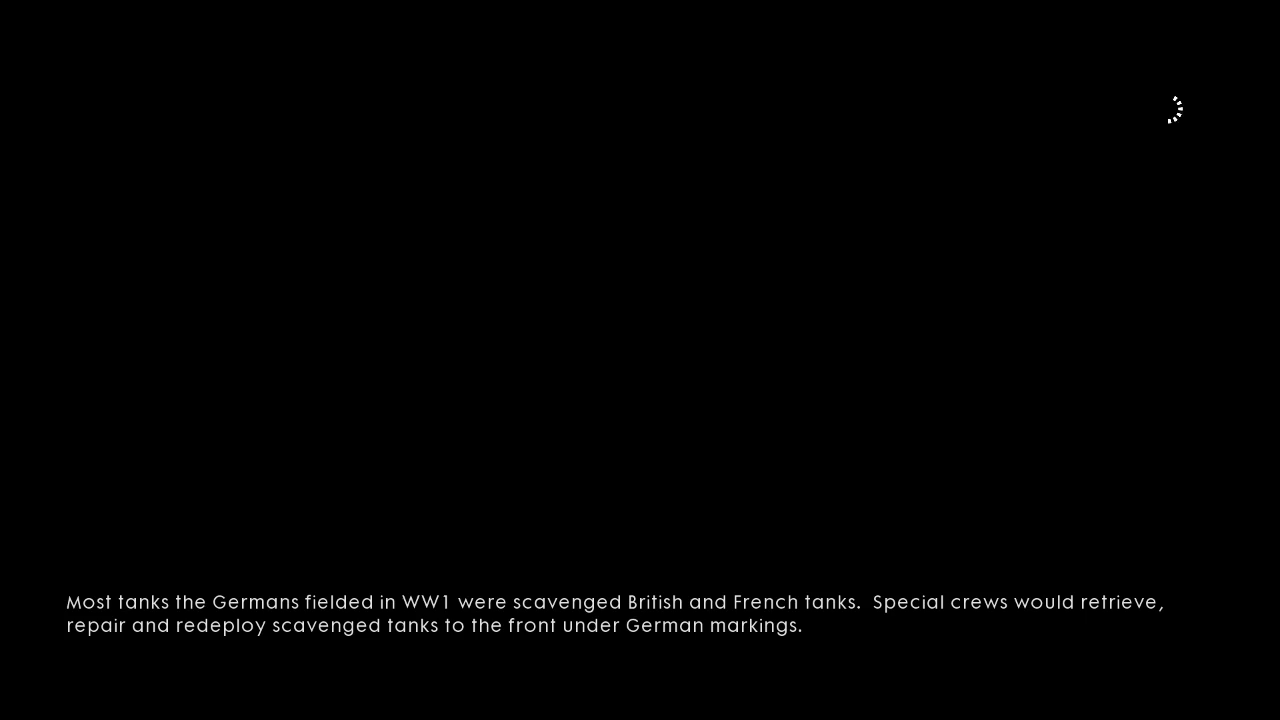 Most tanks the Germans fielded in WW1 were scavenged British and French tanks.  Special crews would retrieve,
repair and redeploy scavenged tanks to the front under German markings.